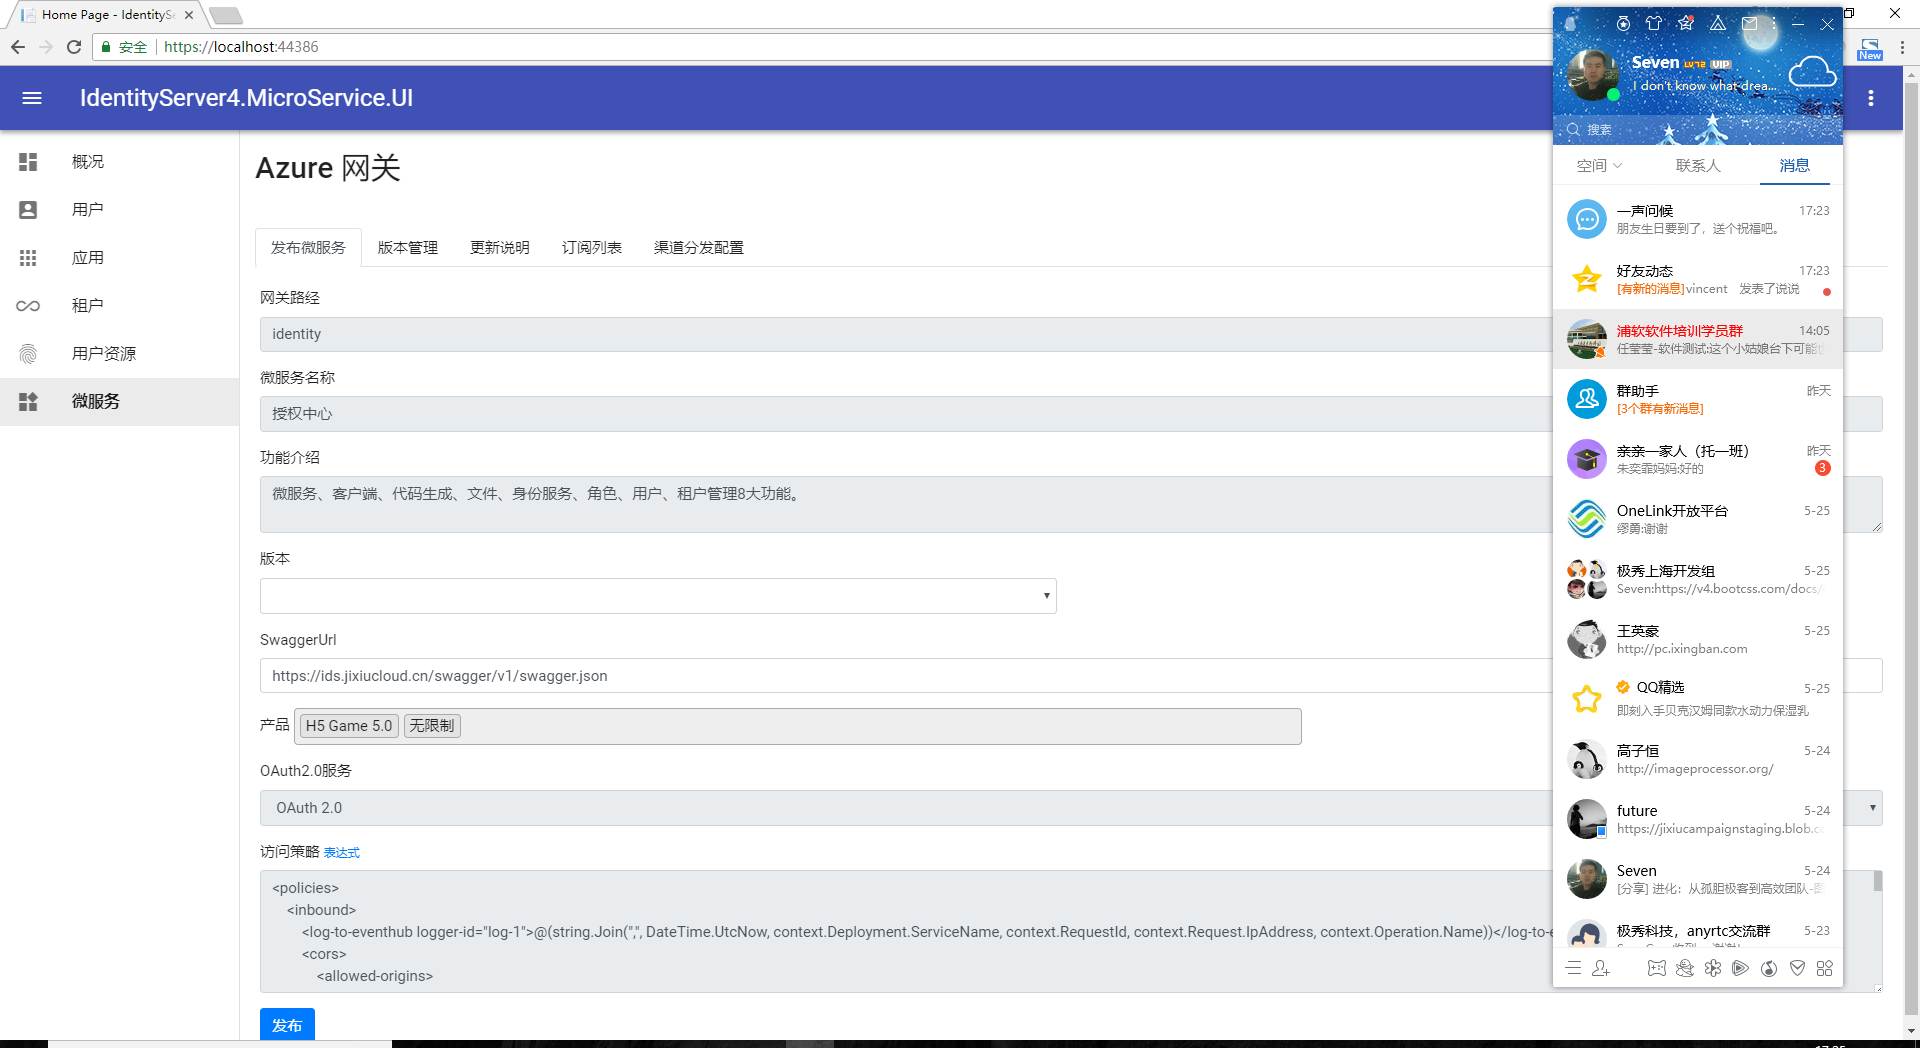 Home Page - IdentitySe
安全
https://localhost:44386
New
IdentityServer4.MicroService.UI
概况
用户
应用
租户
用户资源
微服务
Azure 网关
发布微服务
版本管理
更新说明
订阅列表
渠道分发配置
网关路经
identity
微服务名称
授权中心
功能介绍
微服务、客户端、代码生成、文件、身份服务、角色、用户、租户管理8大功能。
版本
SwaggerUrl
https://ids.jixiucloud.cn/swagger/v1/swagger.json
产品 H5 Game 5.0 无限制
OAuth2.0服务
OAuth 2.0
访问策略 表达式
<policies>
<inbound>
<log-to-eventhub logger-id="log-1">@(string.Join(",", DateTime.UtcNow, context.Deployment.ServiceName, context.RequestId, context.Request.IpAddress, context.Operation.Name))</log-to-e
<cors>
<allowed-origins>
发布
Seven LV72 VIP
I don't know what drea...
搜索
空间
联系人
消息
一声问候 17:23
朋友生日要到了，送个祝福吧。
好友动态 17:23
[有新的消息]vincent 发表了说说
浦软软件培训学员群 14:05
任莹莹-软件测试:这个小姑娘台下可能也
群助手 昨天
[3个群有新消息]
亲亲一家人（托一班） 昨天
朱奕霏妈妈:好的 3
OneLink开放平台 5-25
缪勇:谢谢
极秀上海开发组 5-25
Seven:https://v4.bootcss.com/docs/
王英豪 5-25
http://pc.ixingban.com
QQ精选 5-25
即刻入手贝克汉姆同款水动力保湿乳
高子恒 5-24
http://imageprocessor.org/
future 5-24
https://jixiucampaignstaging.blob.c
Seven 5-24
[分享] 进化：从孤胆极客到高效团队-图
极秀科技，anyrtc交流群 5-23